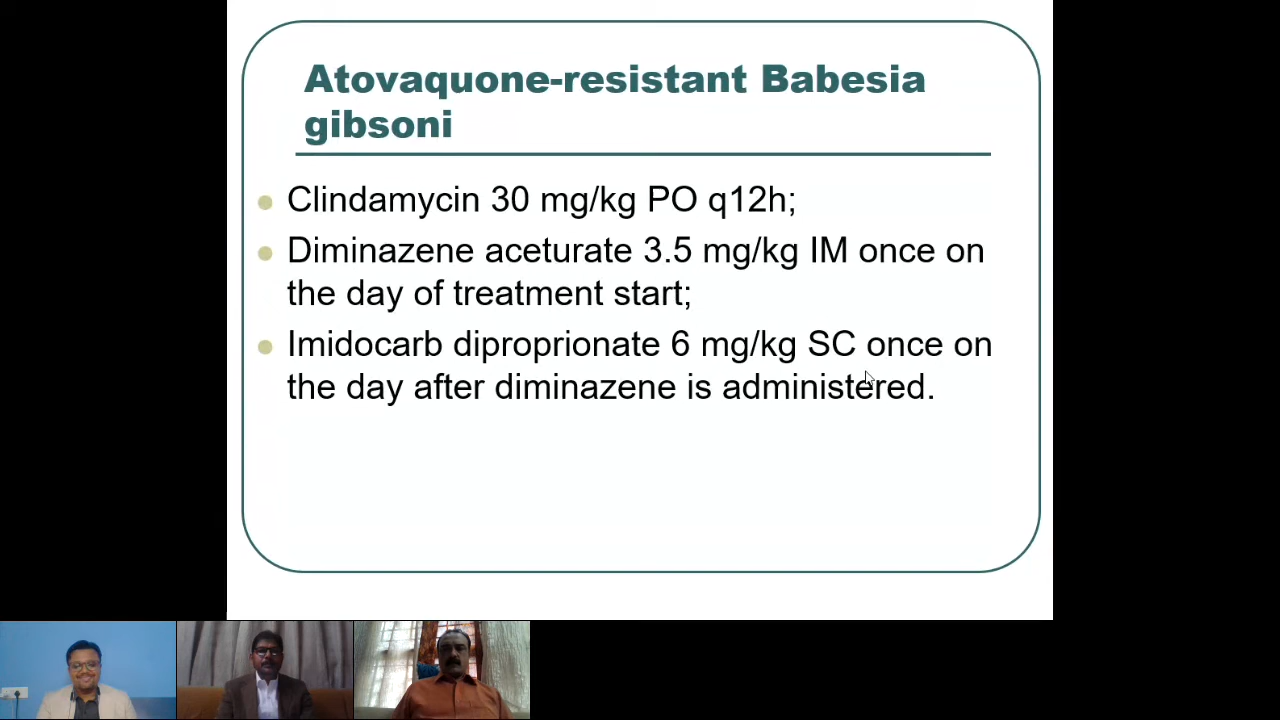 Atovaquone-resistant Babesia
gibsoni
Clindamycin 30 mg/kg PO q12h;
Diminazene aceturate 3.5 mg/kg IM once on
the day of treatment start;
Imidocarb diproprionate 6 mg/kg SC once on
the day after diminazene is administered.